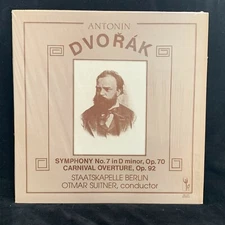 ANTONIN
DVOŘÁK
SYMPHONY No. 7 in D minor, Op. 70
CARNIVAL OVERTURE, Op. 92
STAATSKAPELLE BERLIN
OTMAR SUITNER, conductor